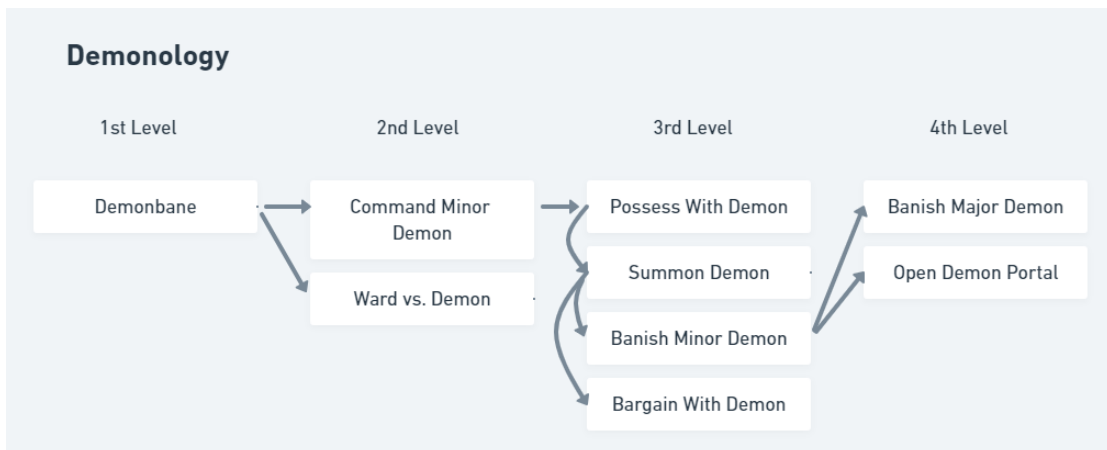 Demonology
1st Level
2nd Level
3rd Level
4th Level
Demonbane
Command Minor
Demon
Ward vs. Demon
Possess With Demon
Summon Demon
Banish Minor Demon
Bargain With Demon
Banish Major Demon
Open Demon Portal